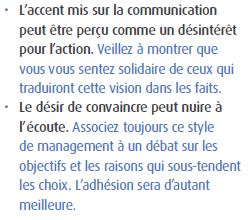 • L'accent mis sur la communication
peut être perçu comme un désintérêt
pour l'action. Veillez à montrer que
vous vous sentez solidaire de ceux qui
traduiront cette vision dans les faits.
• Le désir de convaincre peut nuire à
l'écoute. Associez toujours ce style
de management à un débat sur les
objectifs et les raisons qui sous-tendent
les choix. L'adhésion sera d'autant
meilleure.